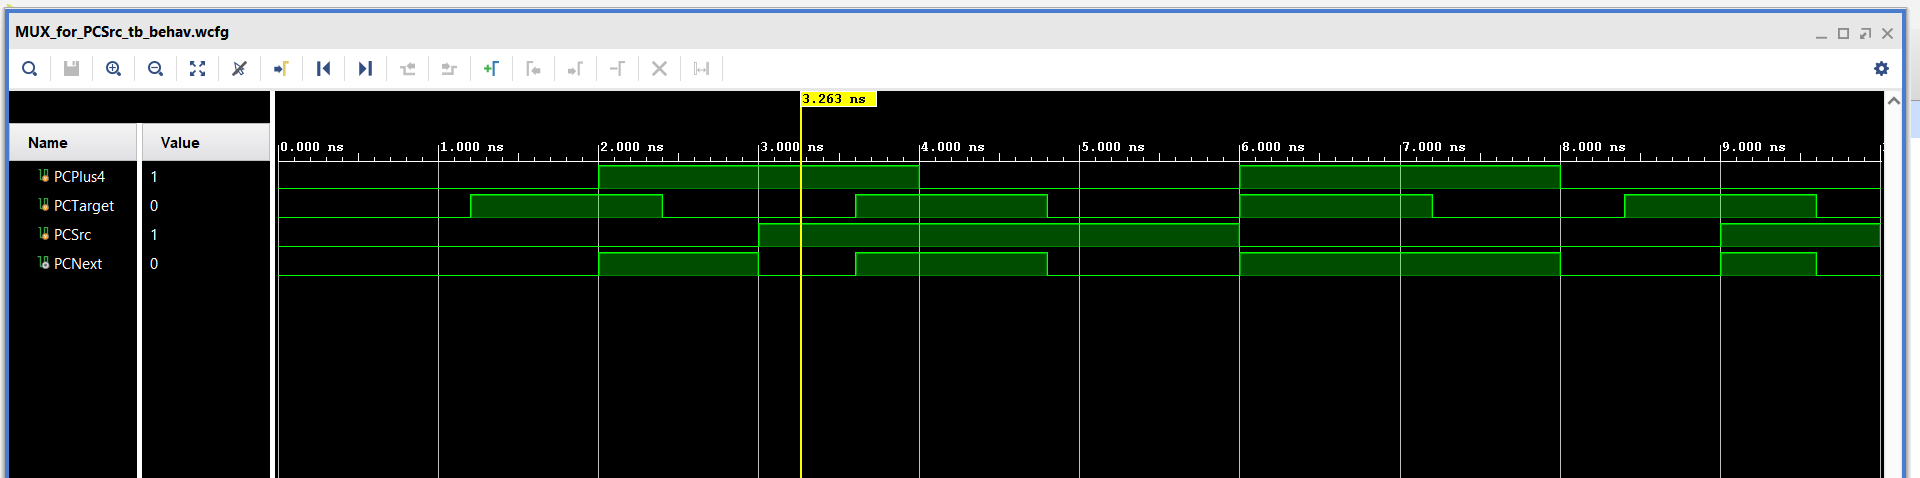 MUX_for_PCSrc_tb_behav.wcfg
3.263 ns
Name Value
0.000 ns 1.000 ns 2.000 ns 3.000 ns 4.000 ns 5.000 ns 6.000 ns 7.000 ns 8.000 ns 9.000 ns
PCPlus4 1
PCTarget 0
PCSrc 1
PCNext 0